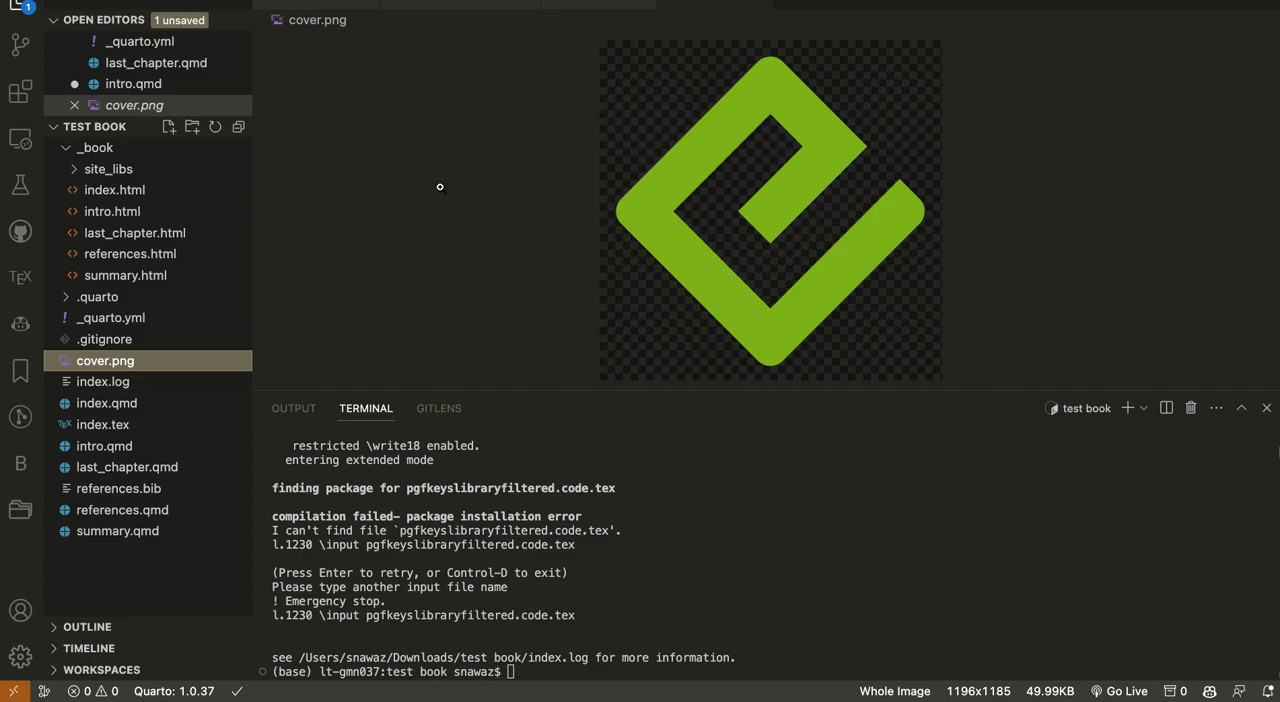 1
OPEN EDITORS 1 unsaved
! _quarto.yml
last_chapter.qmd
intro.qmd
cover.png
TEST BOOK
_book
site_libs
<> index.html
<> intro.html
<> last_chapter.html
<> references.html
<> summary.html
.quarto
! _quarto.yml
.gitignore
cover.png
index.log
index.qmd
TEX index.tex
intro.qmd
last_chapter.qmd
references.bib
references.qmd
summary.qmd
OUTLINE
TIMELINE
WORKSPACES
TEX
B
cover.png
OUTPUT TERMINAL GITLENS
test book
restricted \write18 enabled.
entering extended mode
finding package for pgfkeyslibraryfiltered.code.tex
compilation failed- package installation error
I can't find file `pgfkeyslibraryfiltered.code.tex'.
l.1230 \input pgfkeyslibraryfiltered.code.tex
(Press Enter to retry, or Control-D to exit)
Please type another input file name
! Emergency stop.
l.1230 \input pgfkeyslibraryfiltered.code.tex
see /Users/snawaz/Downloads/test book/index.log for more information.
(base) lt-gmn037:test book snawaz$
0 0 Quarto: 1.0.37 Whole Image 1196x1185 49.99KB Go Live 0